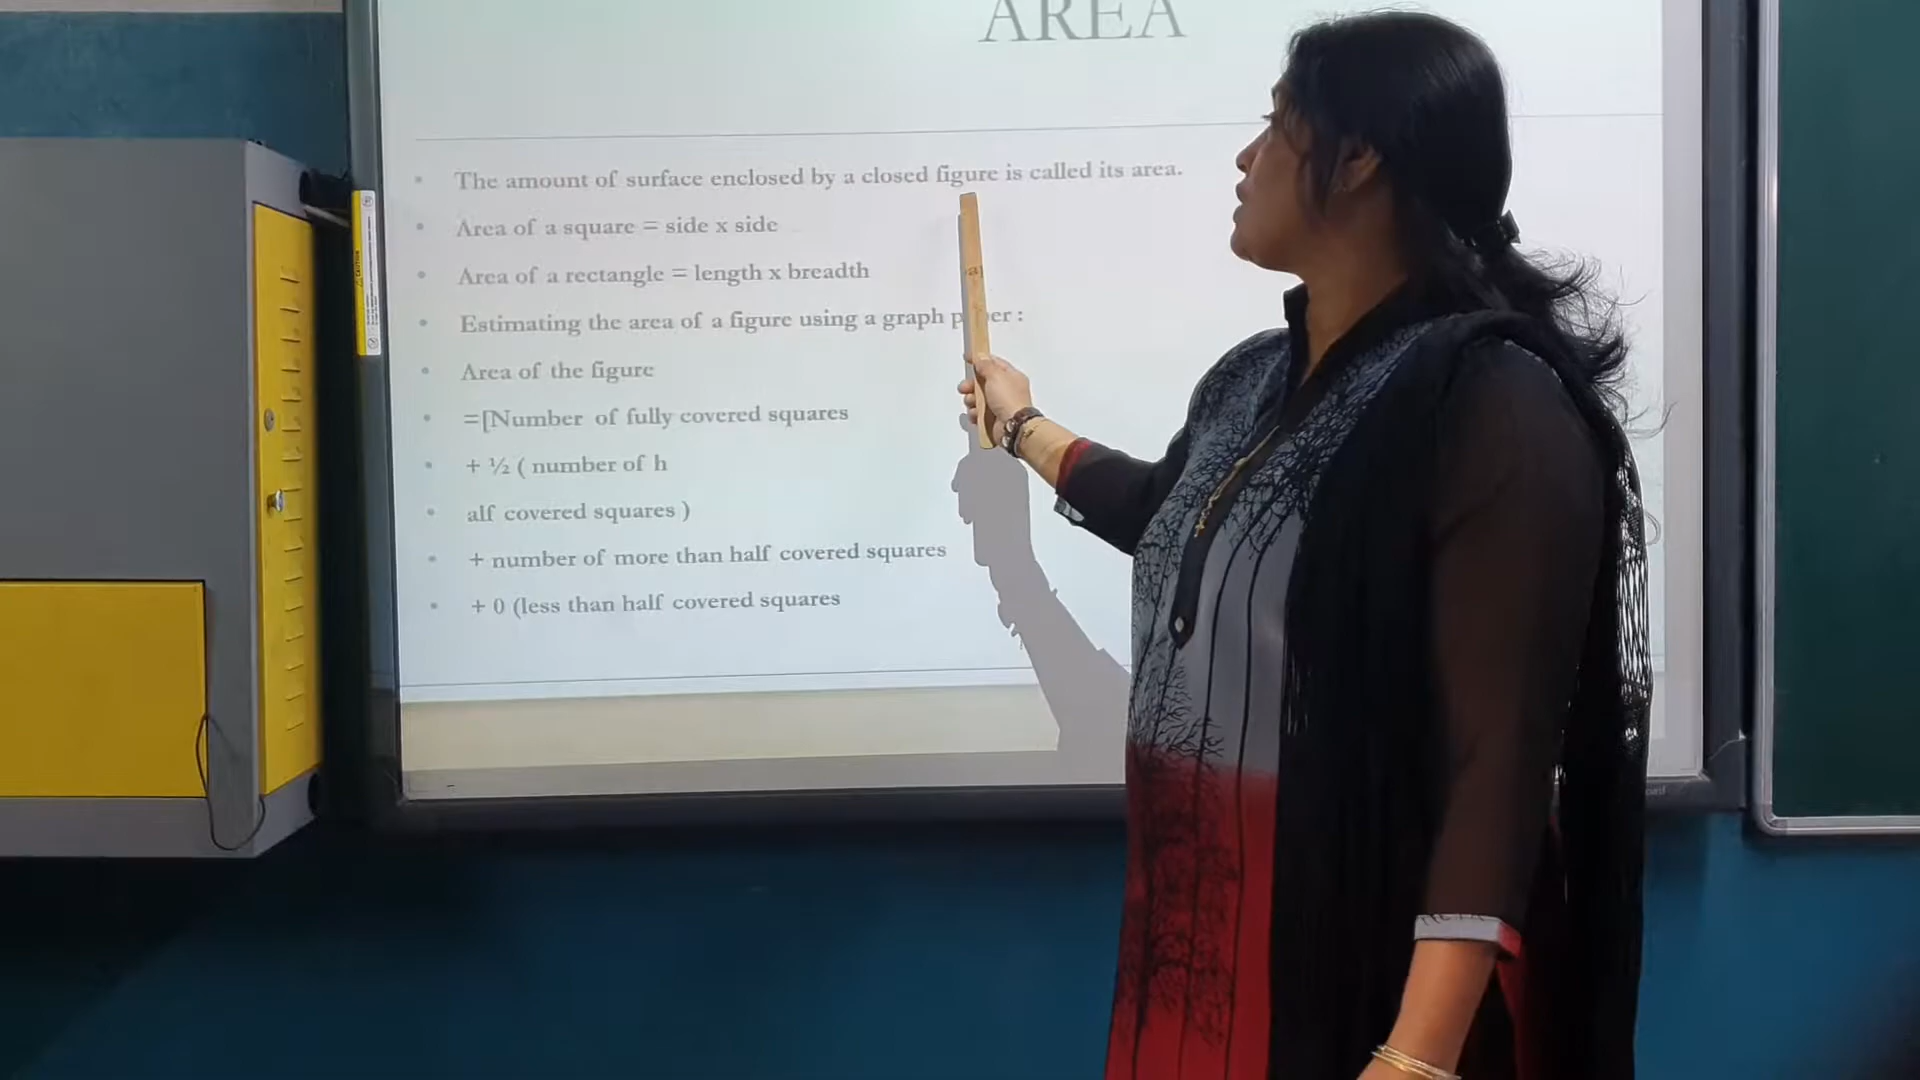 AREA
• The amount of surface enclosed by a closed figure is called its area.
• Area of a square = side x side
• Area of a rectangle = length x breadth
• Estimating the area of a figure using a graph p er :
• Area of the figure
• =[Number of fully covered squares
• + ½ ( number of h
• alf covered squares )
• + number of more than half covered squares
• + 0 (less than half covered squares